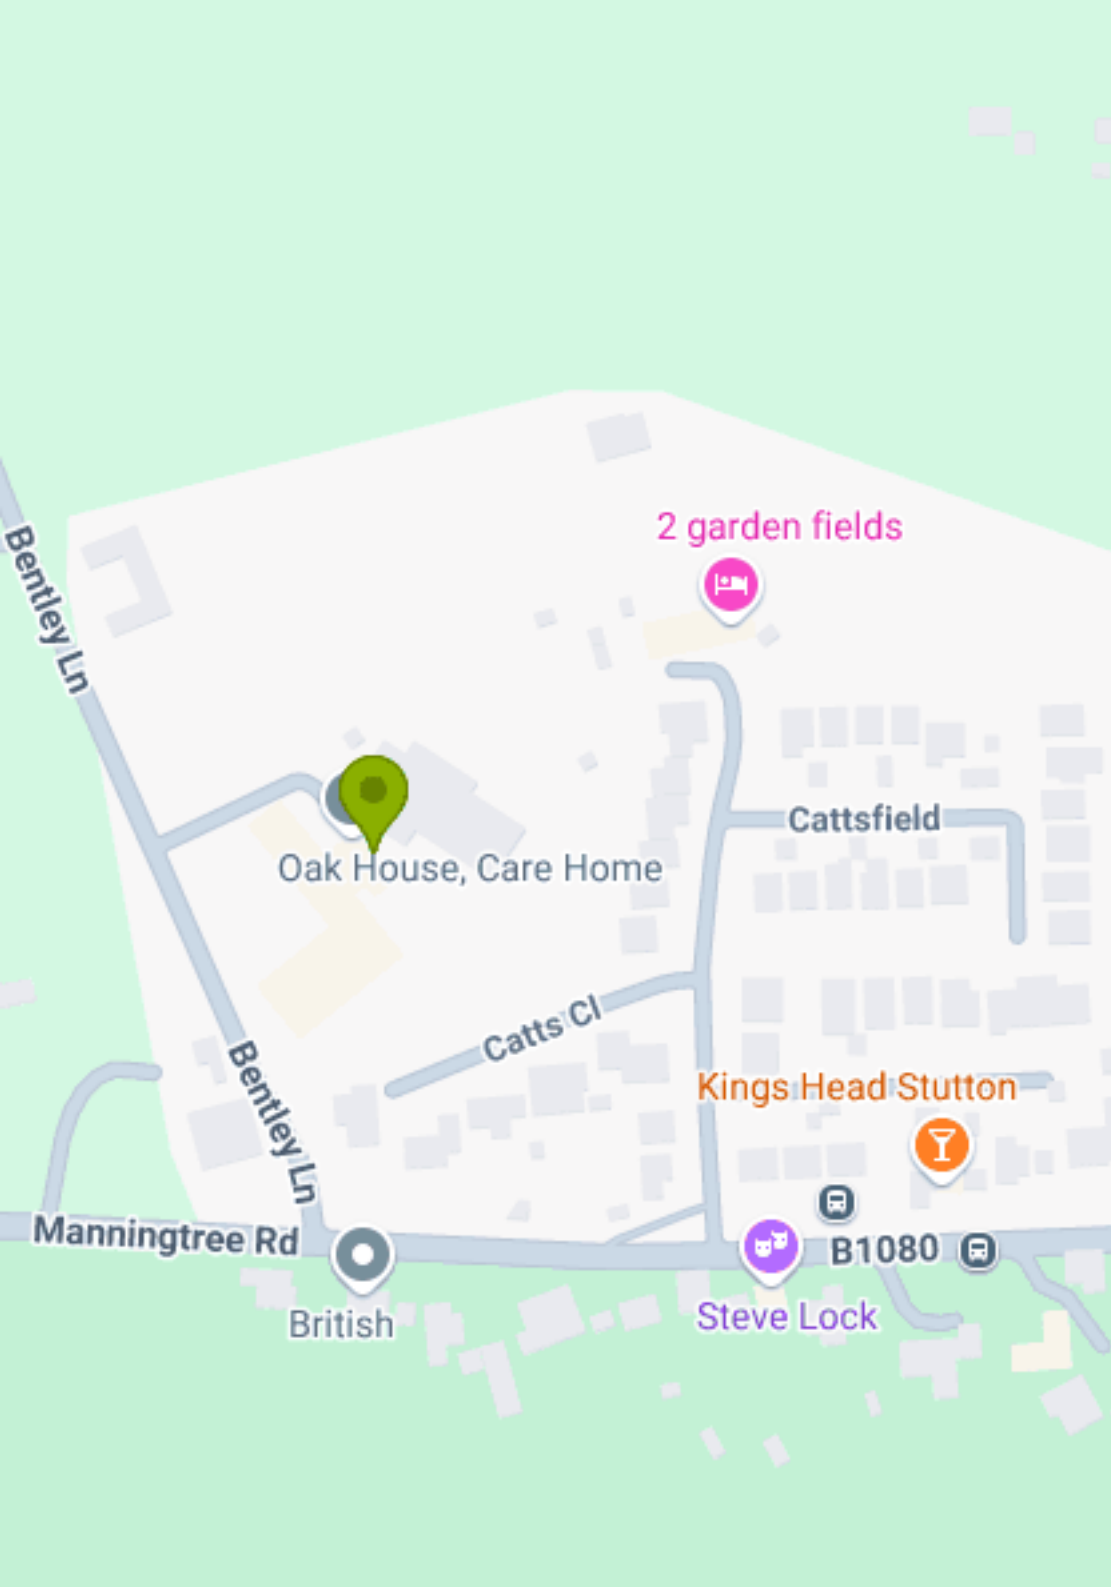 2 garden fields
Bentley Ln
Cattsfield
Oak House, Care Home
Catts Cl
Bentley Ln
Kings Head Stutton
Manningtree Rd
B1080
British
Steve Lock